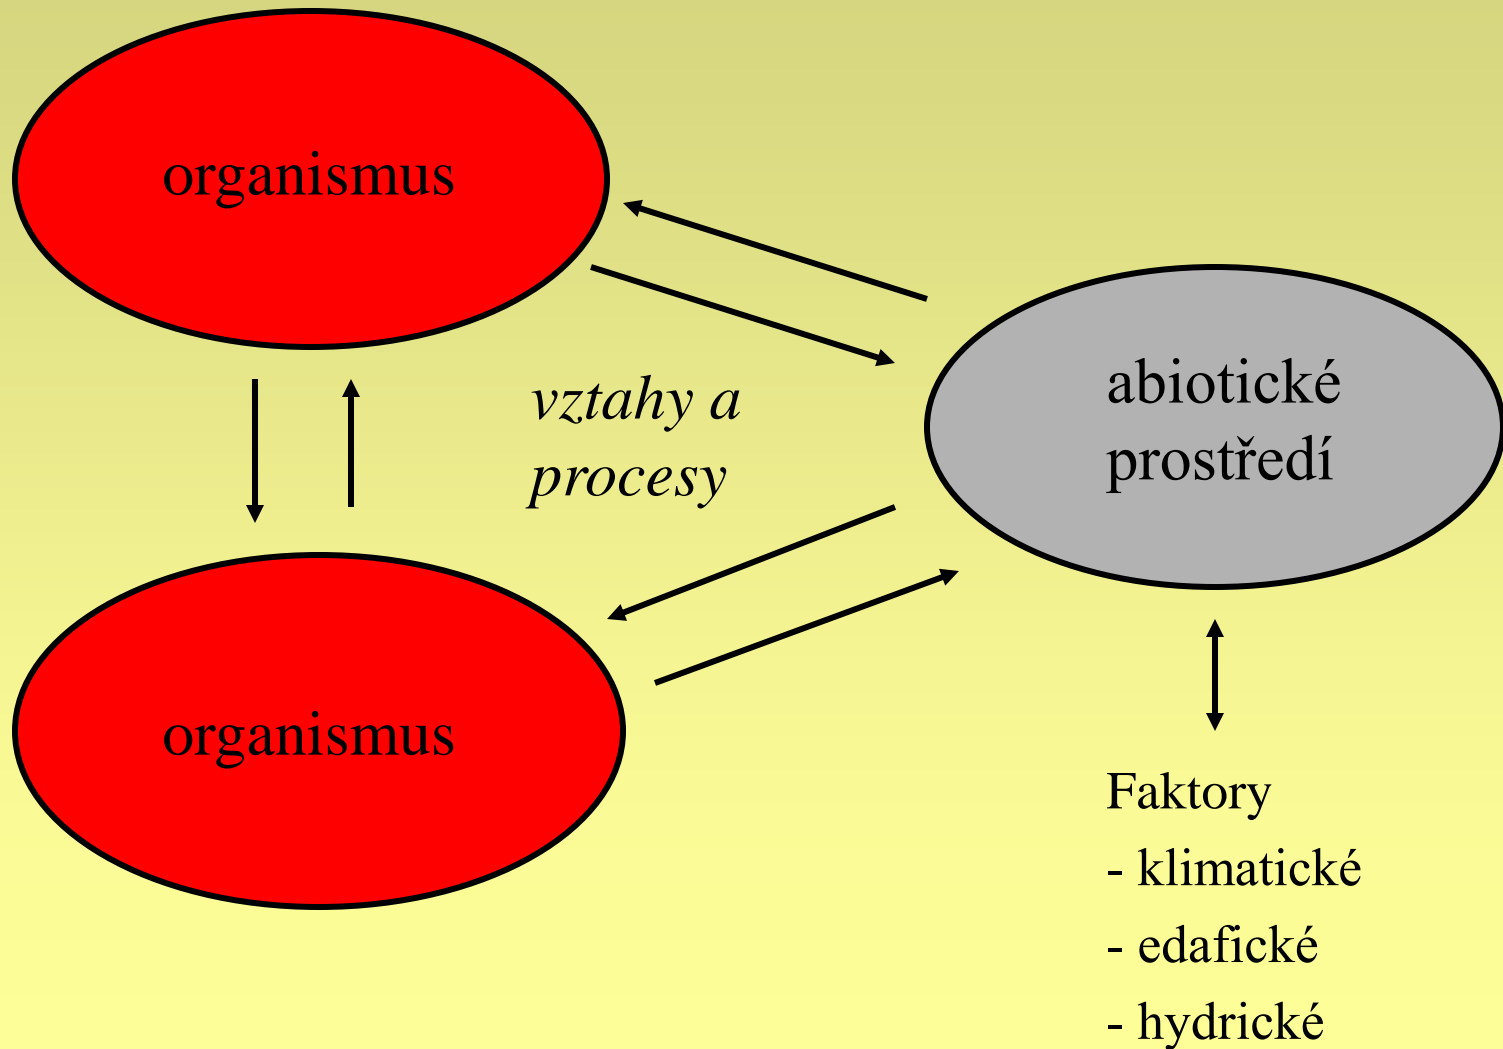 organismus
vztahy a
procesy
abiotické
prostředí
organismus
Faktory
- klimatické
- edafické
- hydrické